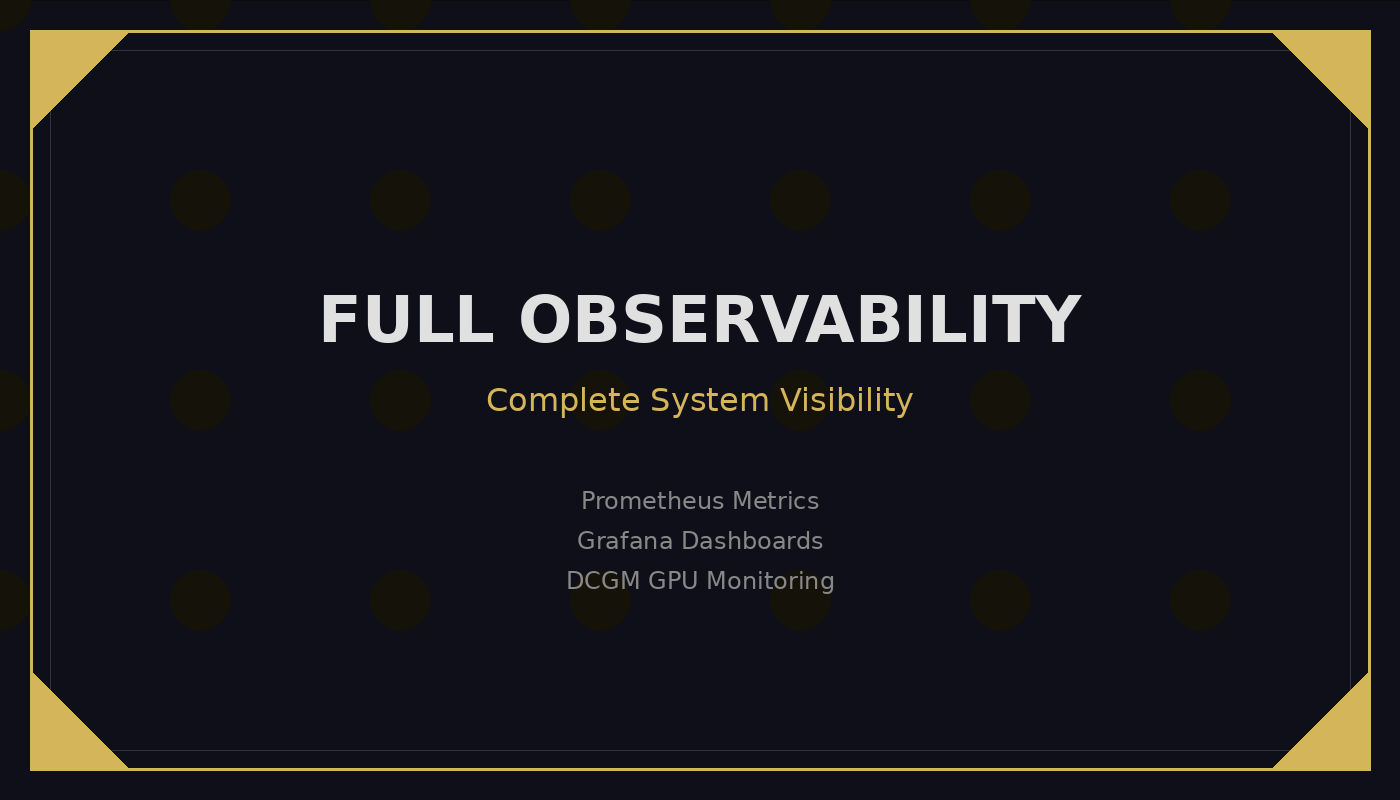 FULL OBSERVABILITY
Complete System Visibility
Prometheus Metrics
Grafana Dashboards
DCGM GPU Monitoring